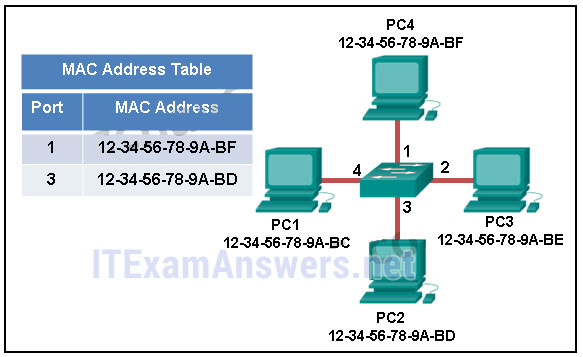 PC4
12-34-56-78-9A-BF
MAC Address Table
Port MAC Address
1 12-34-56-78-9A-BF
3 12-34-56-78-9A-BD
1
4
2
3
PC1
12-34-56-78-9A-BC
PC3
12-34-56-78-9A-BE
ITExamAnswers.net
PC2
12-34-56-78-9A-BD